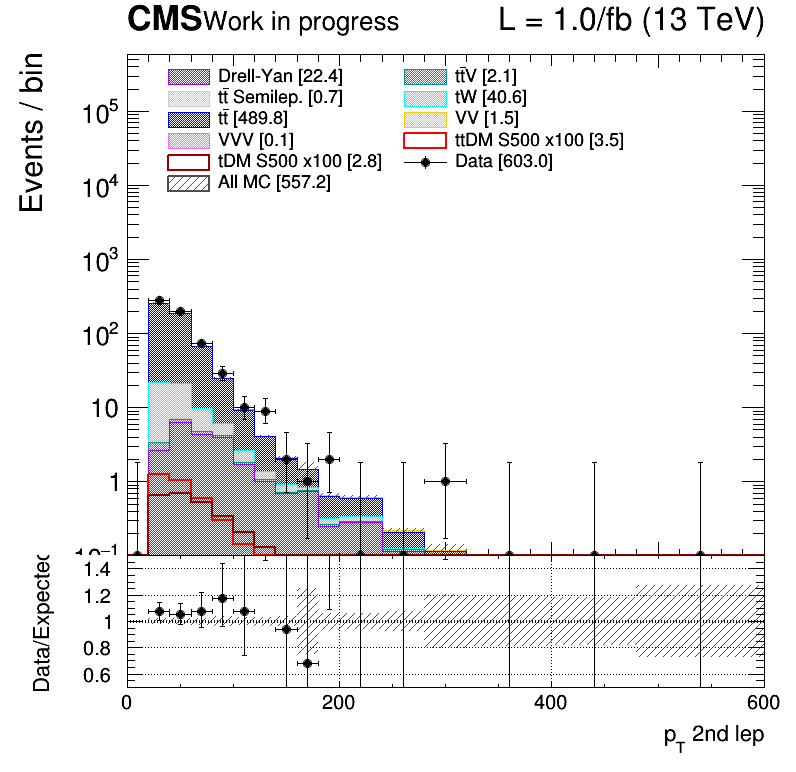 CMS Work in progress L = 1.0/fb (13 TeV)
Events / bin
Drell-Yan [22.4] tt̄V [2.1]
tt̄ Semilep. [0.7] tW [40.6]
tt̄ [489.8] VV [1.5]
VVV [0.1] ttDM S500 x100 [3.5]
tDM S500 x100 [2.8] Data [603.0]
All MC [557.2]
10⁵
10⁴
10³
10²
10
1
10⁻¹
Data/Expected
1.4
1.2
1
0.8
0.6
0 200 400 600
p_T 2nd lep